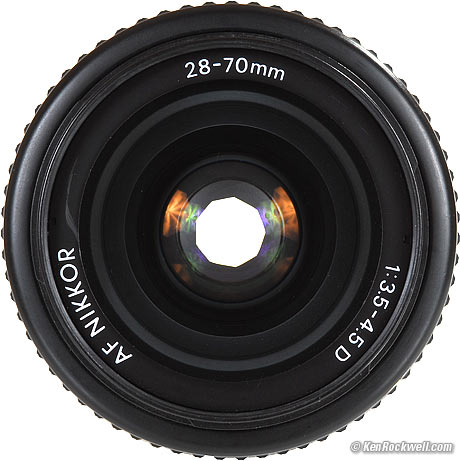 28-70mm
AF NIKKOR
1:3.5-4.5 D
© KenRockwell.com